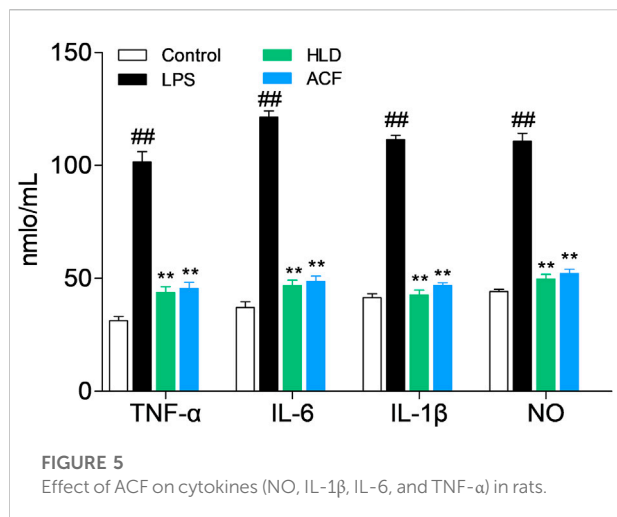 150
100
50
0
nmlo/mL
Control
HLD
LPS
ACF
##
##
##
##
** **
** **
** **
** **
TNF-α IL-6 IL-1β NO
FIGURE 5
Effect of ACF on cytokines (NO, IL-1β, IL-6, and TNF-α) in rats.